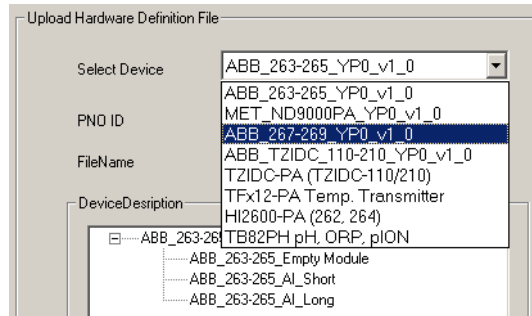 Upload Hardware Definition File
Select Device
ABB_263-265_YP0_v1_0
ABB_263-265_YP0_v1_0
MET_ND9000PA_YP0_v1_0
PNO ID
ABB_267-269_YP0_v1_0
ABB_TZIDC_110-210_YP0_v1_0
FileName
TZIDC-PA (TZIDC-110/210)
TFx12-PA Temp. Transmitter
DeviceDesription
HI2600-PA (262, 264)
TB82PH pH, ORP, pION
ABB_263-265_Empty Module
ABB_263-265_AI_Short
ABB_263-265_AI_Long